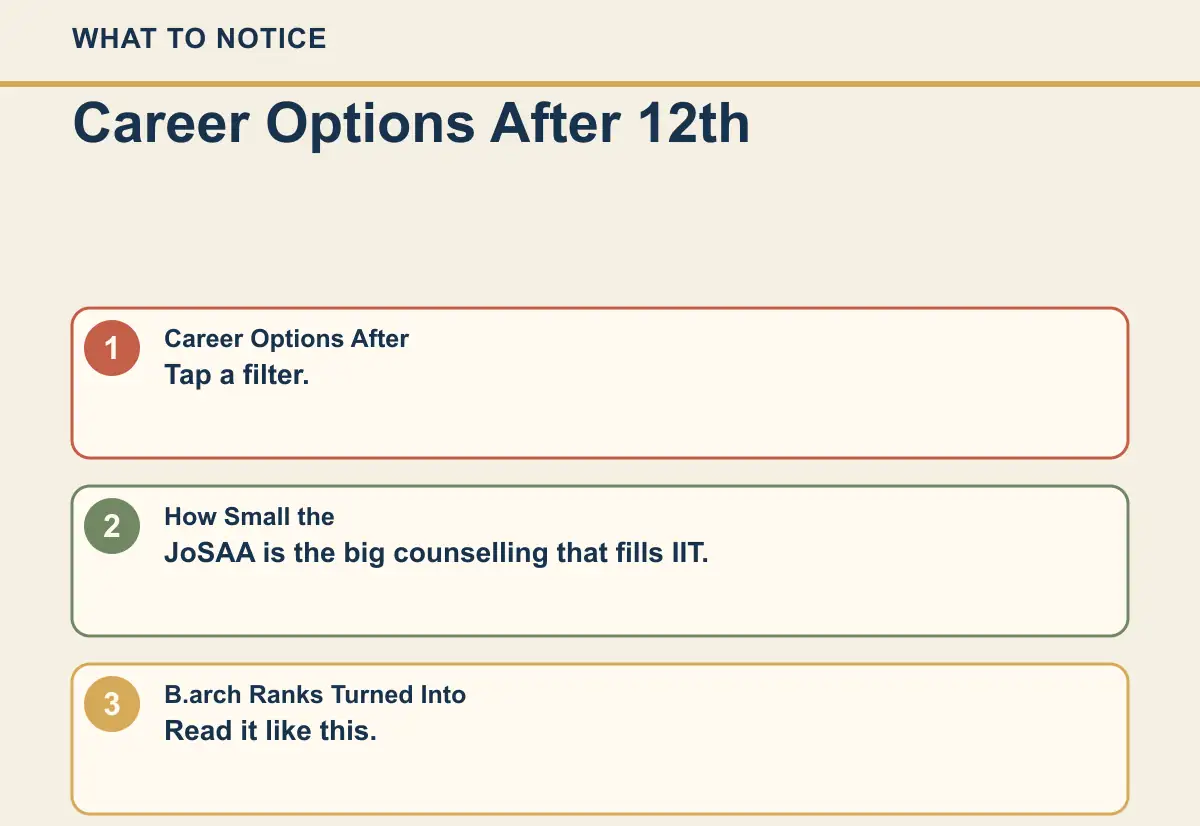 WHAT TO NOTICE
Career Options After 12th
1
Career Options After
Tap a filter.
2
How Small the
JoSAA is the big counselling that fills IIT.
3
B.arch Ranks Turned Into
Read it like this.